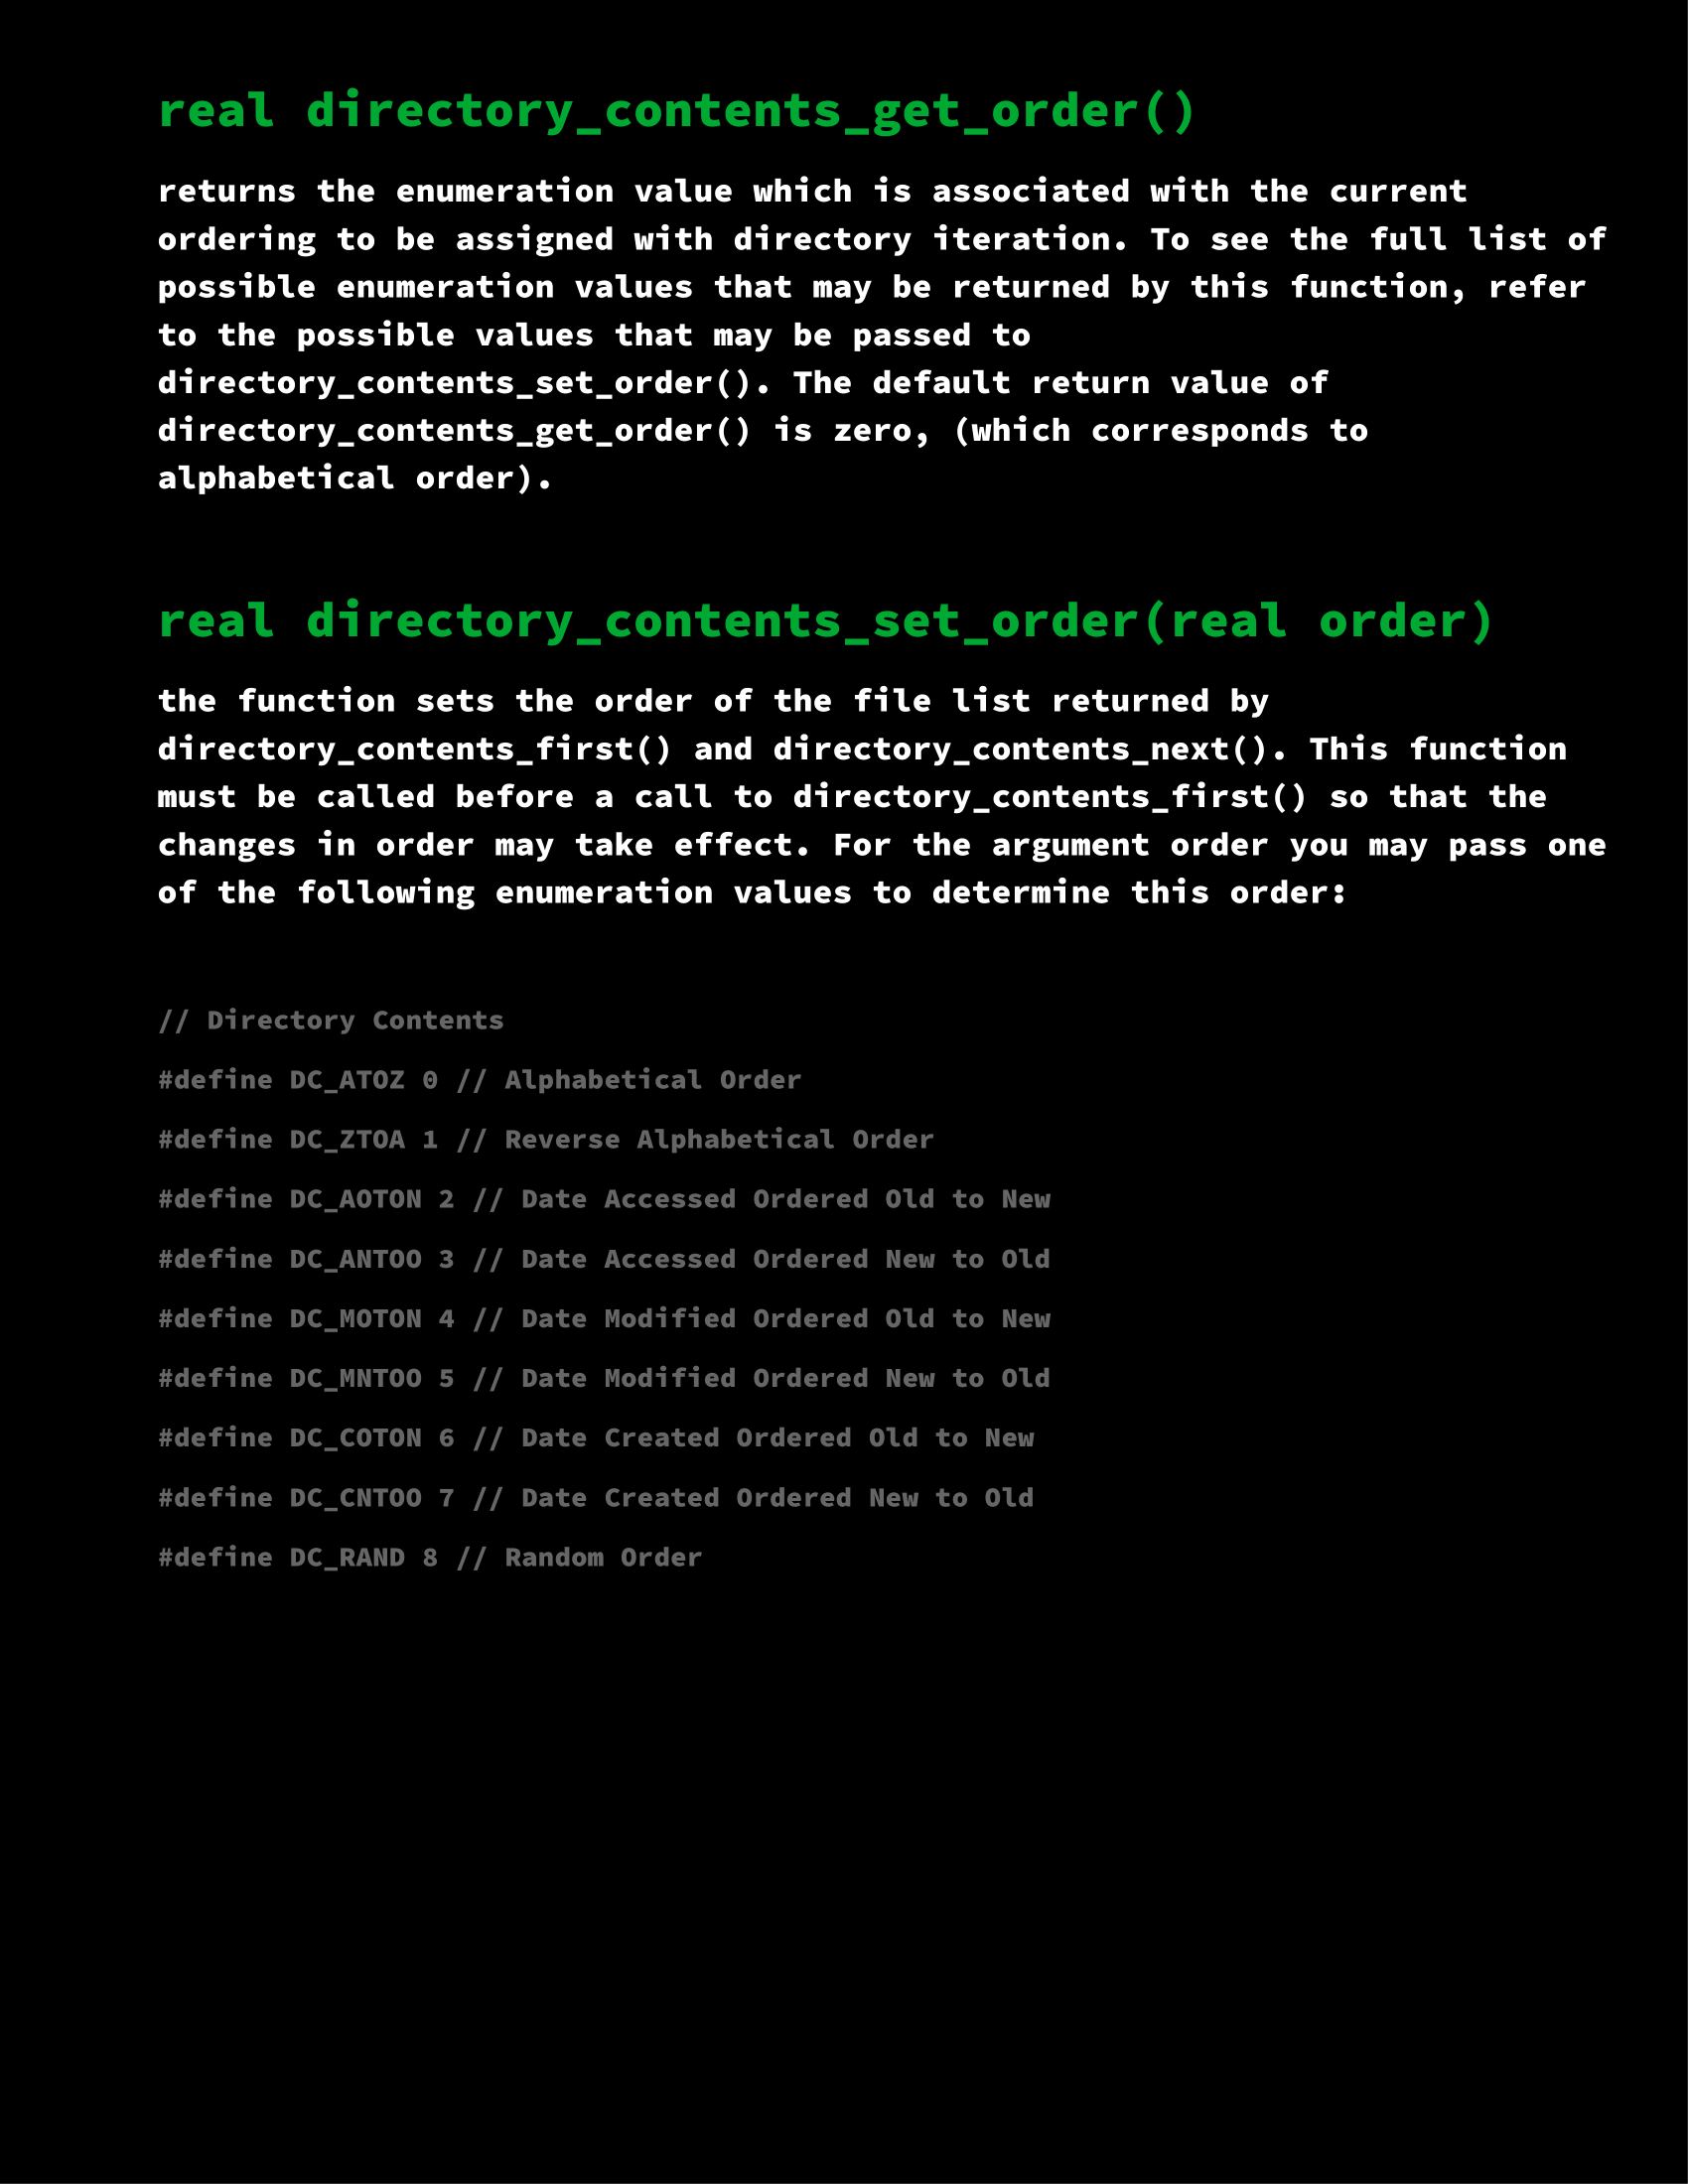 real directory_contents_get_order()
returns the enumeration value which is associated with the current
ordering to be assigned with directory iteration. To see the full list of
possible enumeration values that may be returned by this function, refer
to the possible values that may be passed to
directory_contents_set_order(). The default return value of
directory_contents_get_order() is zero, (which corresponds to
alphabetical order).
real directory_contents_set_order(real order)
the function sets the order of the file list returned by
directory_contents_first() and directory_contents_next(). This function
must be called before a call to directory_contents_first() so that the
changes in order may take effect. For the argument order you may pass one
of the following enumeration values to determine this order:
// Directory Contents
#define DC_ATOZ 0 // Alphabetical Order
#define DC_ZTOA 1 // Reverse Alphabetical Order
#define DC_AOTON 2 // Date Accessed Ordered Old to New
#define DC_ANTOO 3 // Date Accessed Ordered New to Old
#define DC_MOTON 4 // Date Modified Ordered Old to New
#define DC_MNTOO 5 // Date Modified Ordered New to Old
#define DC_COTON 6 // Date Created Ordered Old to New
#define DC_CNTOO 7 // Date Created Ordered New to Old
#define DC_RAND 8 // Random Order